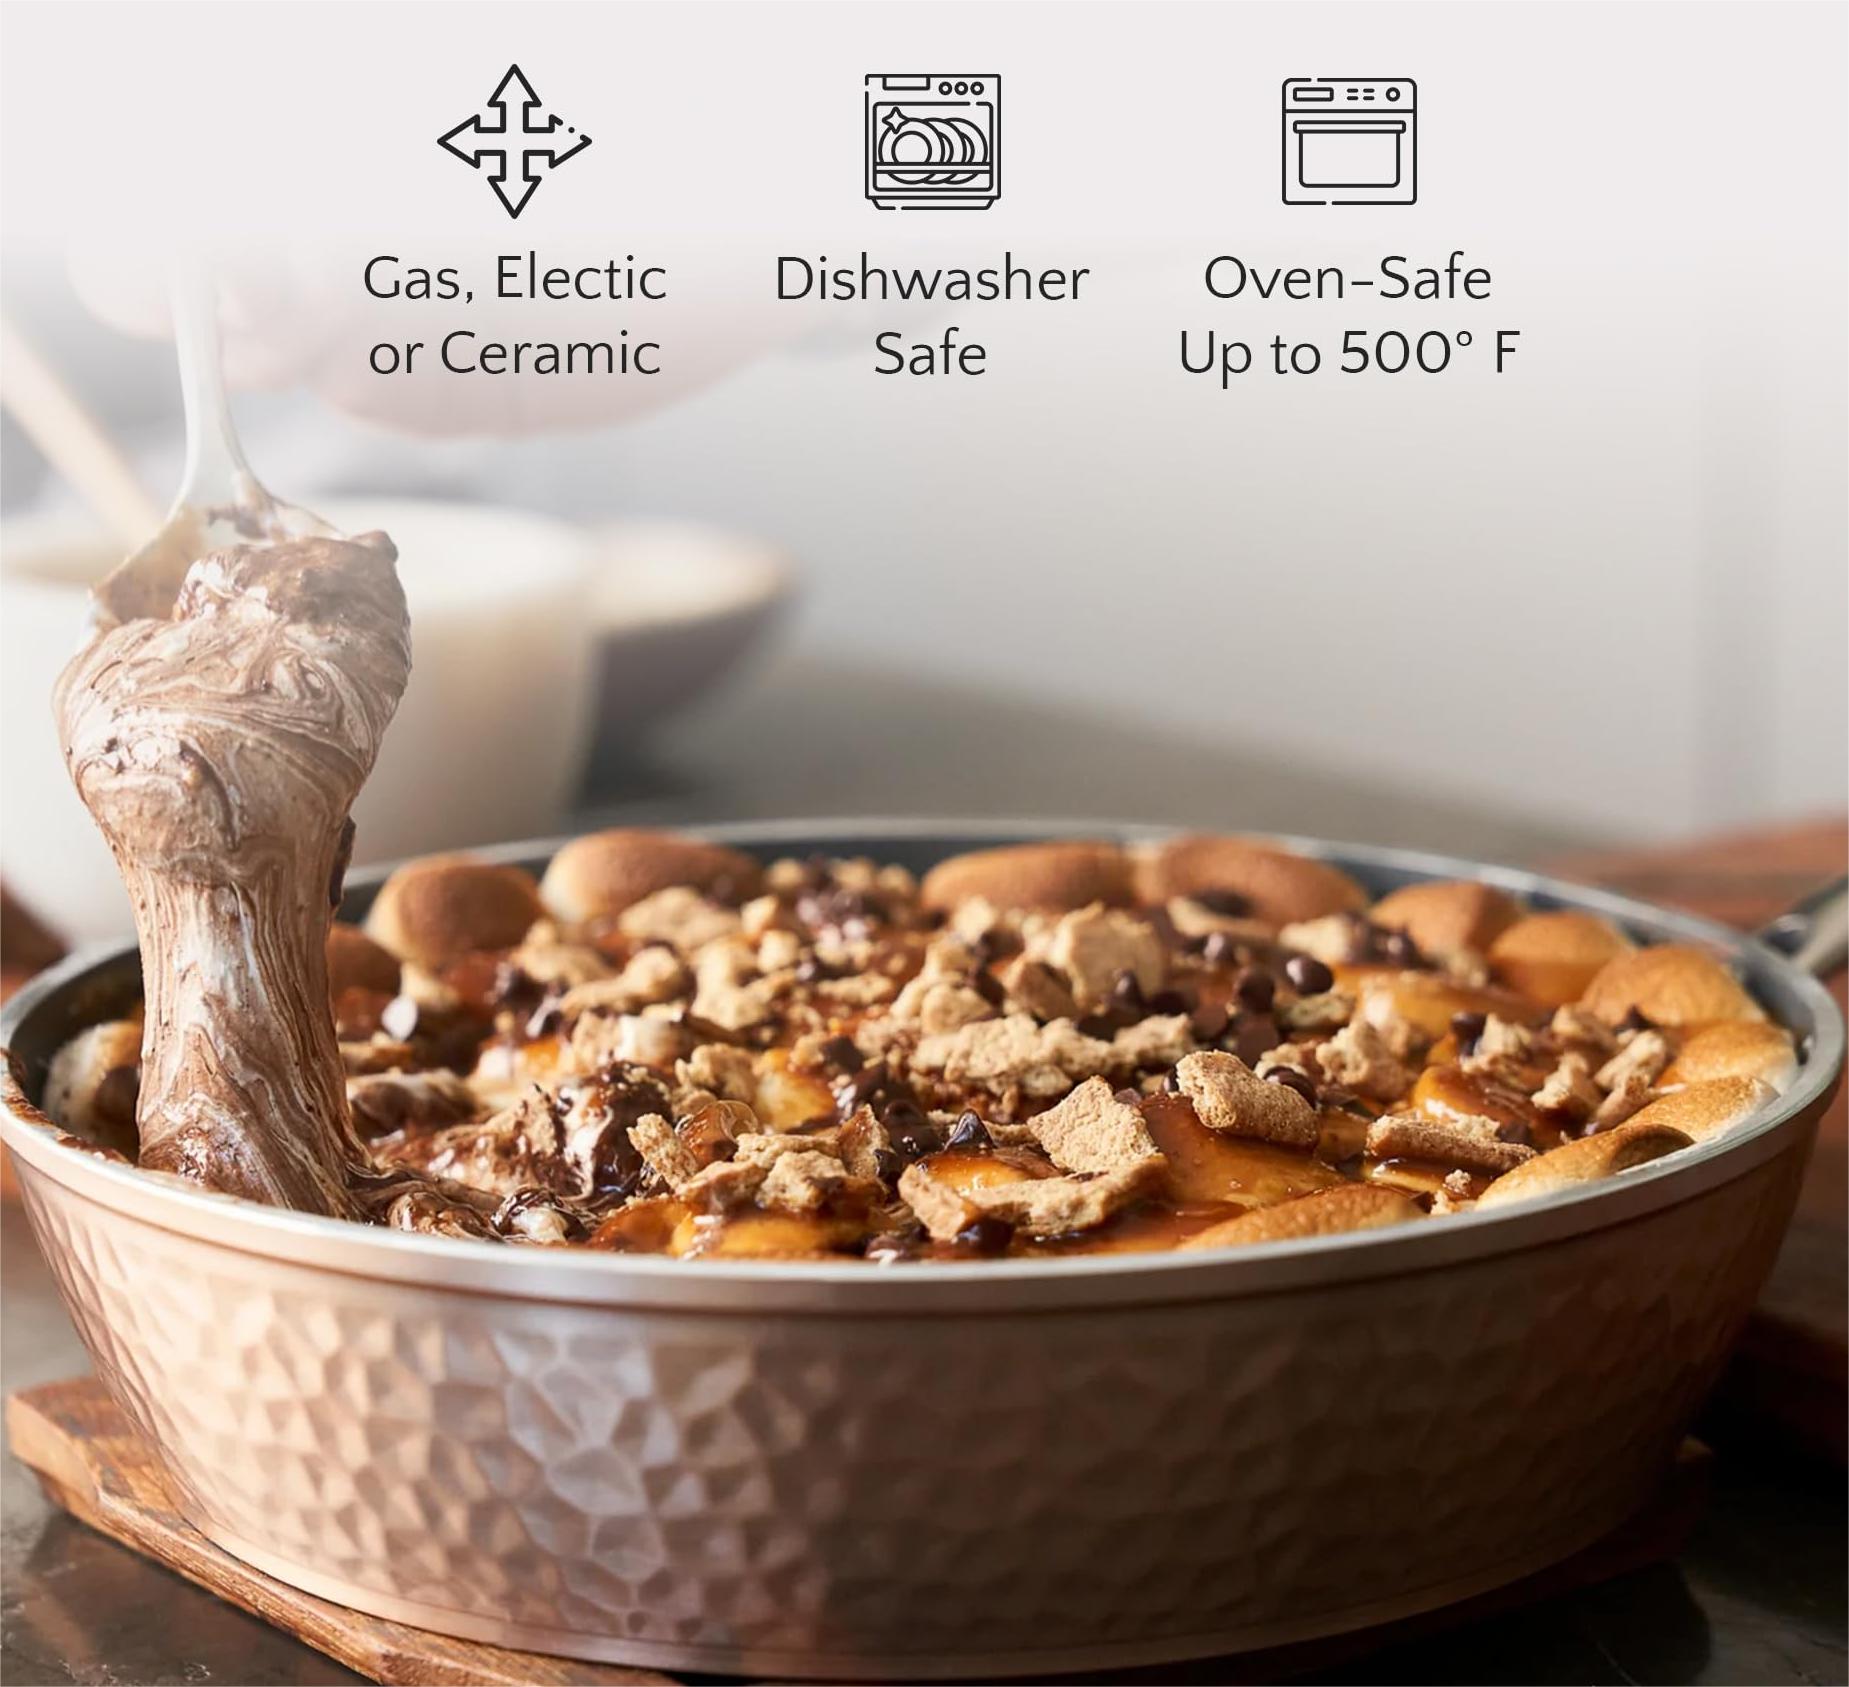 Gas, Electic
or Ceramic
Dishwasher
Safe
Oven-Safe
Up to 500° F